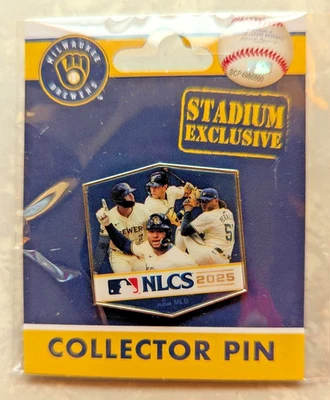 MILWAUKEE
BREWERS
STADIUM
EXCLUSIVE
NLCS 2025
COLLECTOR PIN